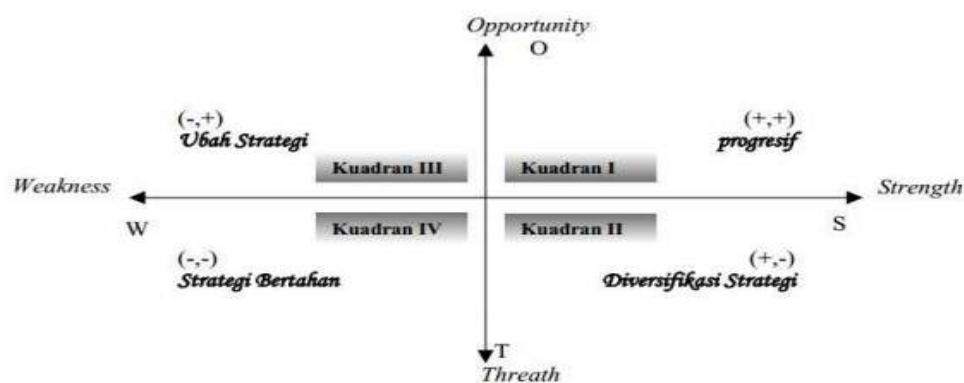 Opportunity
O
(-,+)
Ubah Strategi
(+,+)
progresif
Kuadran III
Kuadran I
Weakness
Strength
W
S
Kuadran IV
Kuadran II
(-,-)
Strategi Bertahan
(+,-)
Diversifikasi Strategi
T
Threath